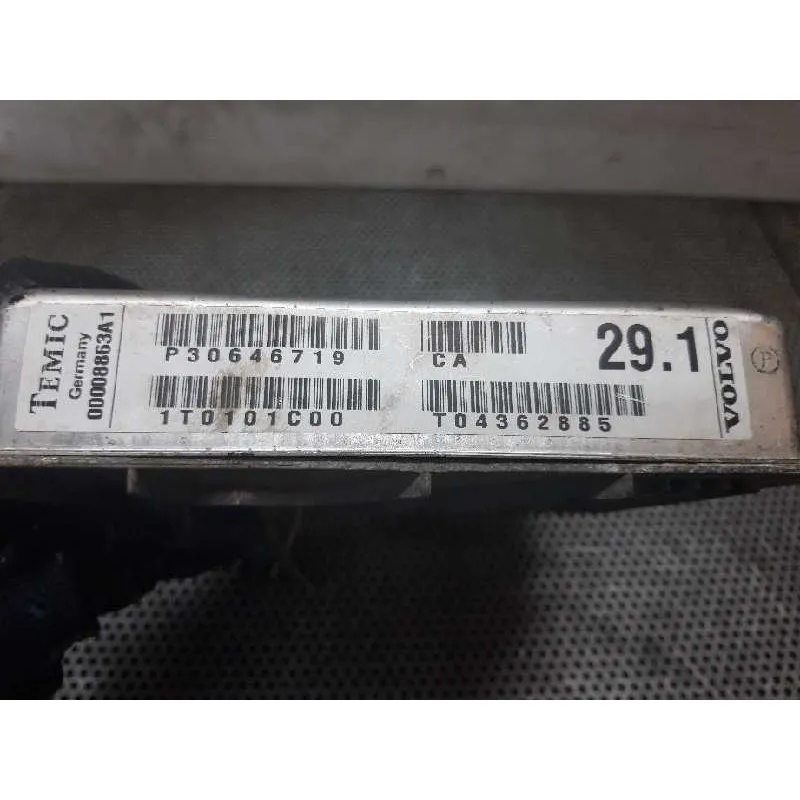 TEMIC
Germany
00008863A1
P30646719
CA
1T0101C00
T04362885
29.1
VOLVO
P